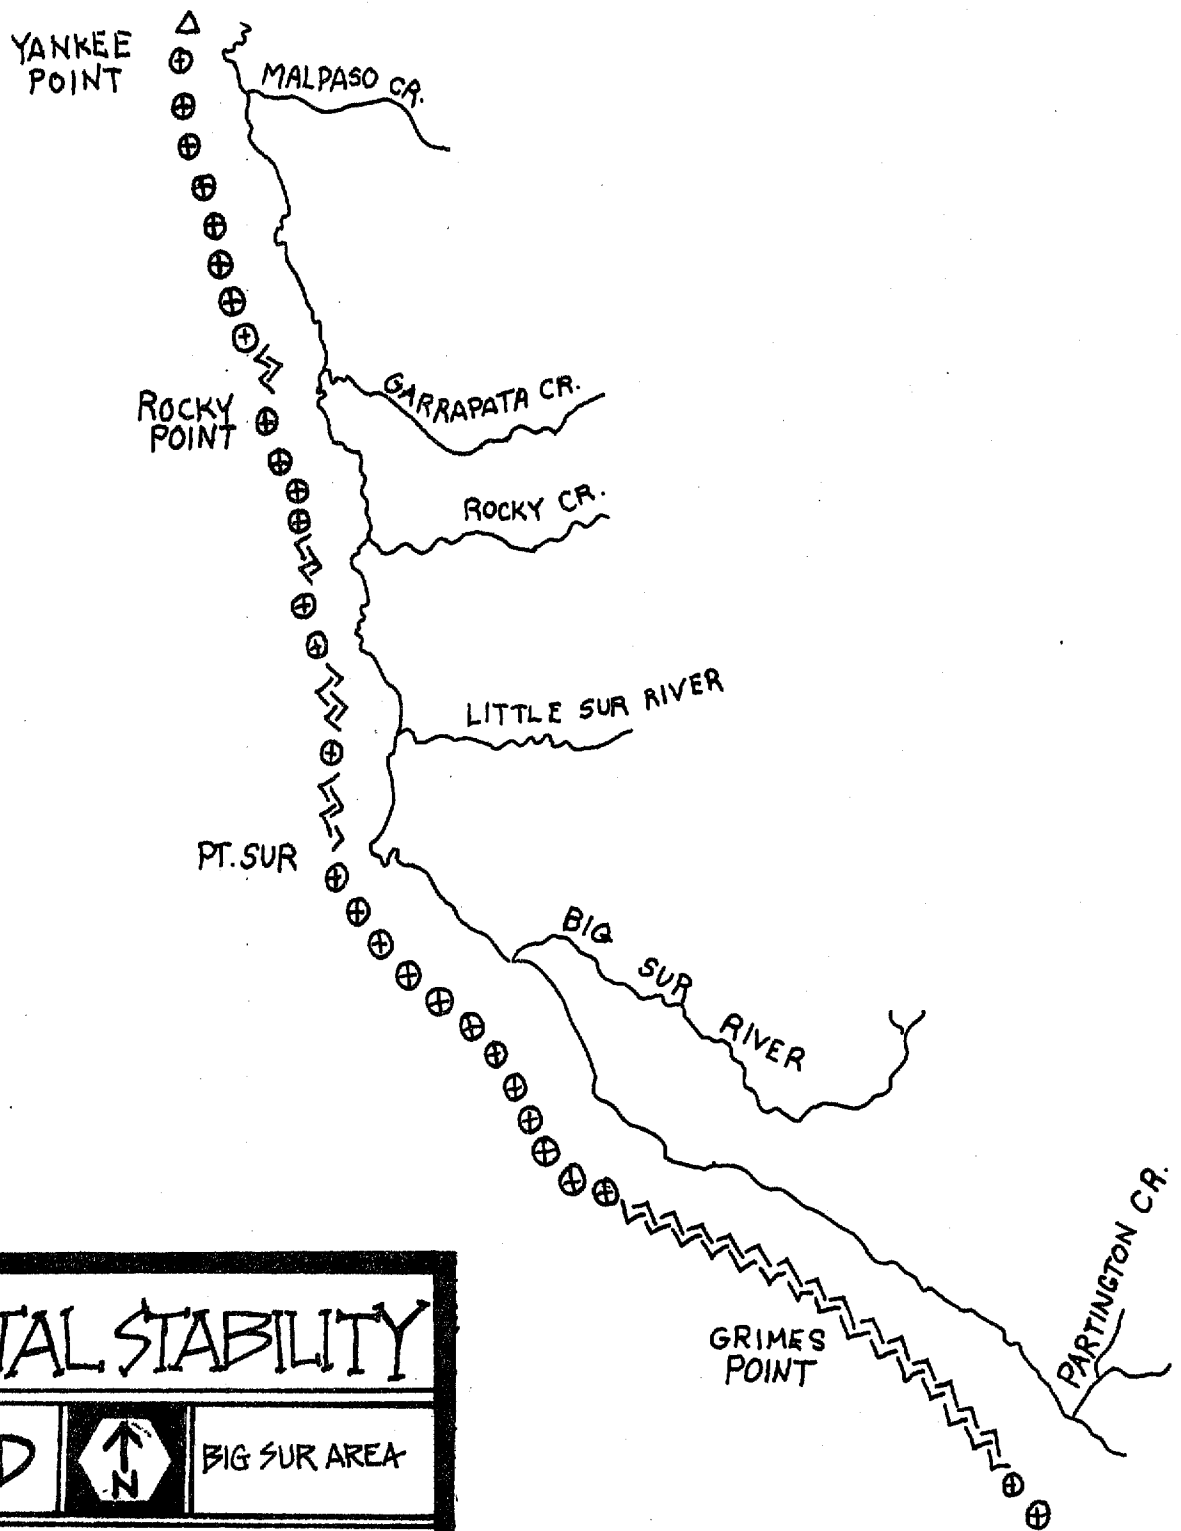 YANKEE
POINT
MALPASO CR.
GARRAPATA CR.
ROCKY
POINT
ROCKY CR.
LITTLE SUR RIVER
PT. SUR
BIG SUR RIVER
PARTINGTON CR.
GRIMES
POINT
TAL STABILITY
D
N
BIG SUR AREA